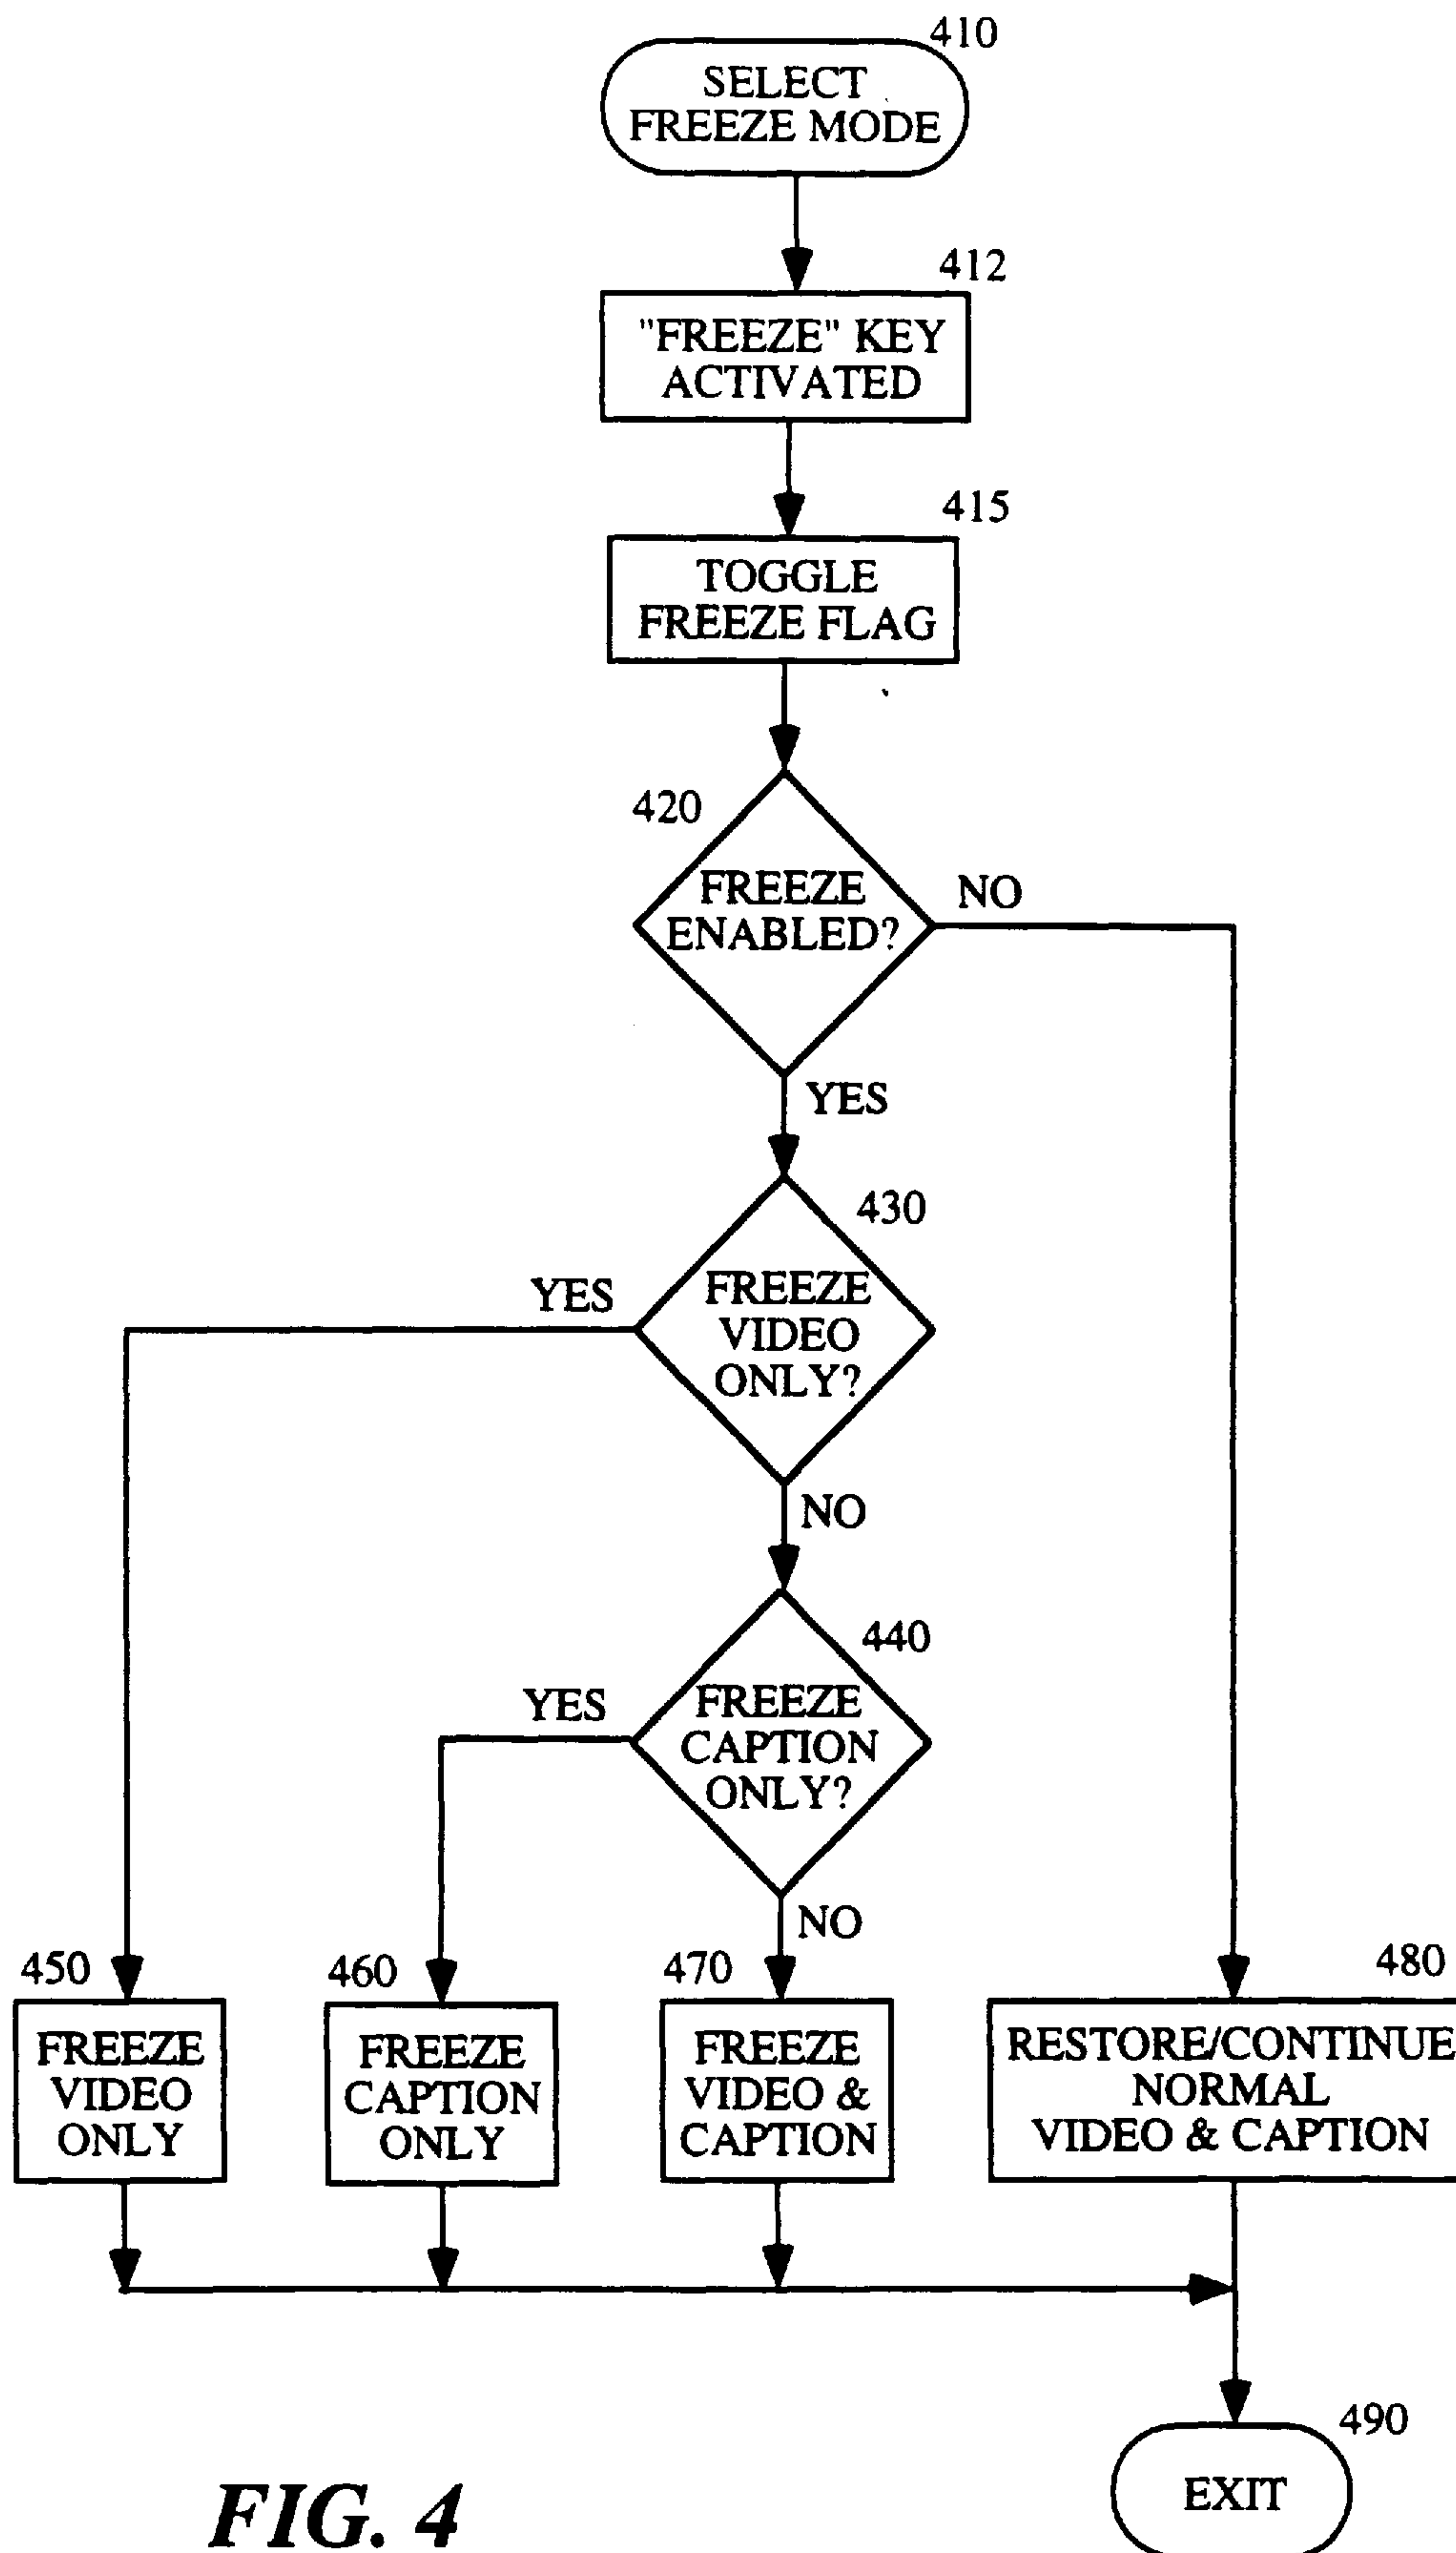 410
SELECT
FREEZE MODE
412
"FREEZE" KEY
ACTIVATED
415
TOGGLE
FREEZE FLAG
420
FREEZE
ENABLED?
NO
YES
430
YES
FREEZE
VIDEO
ONLY?
NO
440
YES
FREEZE
CAPTION
ONLY?
NO
450
FREEZE
VIDEO
ONLY
460
FREEZE
CAPTION
ONLY
470
FREEZE
VIDEO &
CAPTION
480
RESTORE/CONTINUE
NORMAL
VIDEO & CAPTION
490
EXIT
FIG. 4